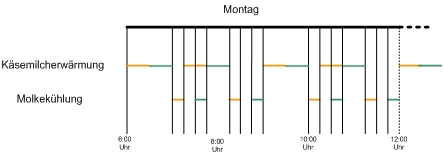 Montag
Käsemilcherwärmung
Molkekühlung
6:00
Uhr
8:00
Uhr
10:00
Uhr
12:00
Uhr